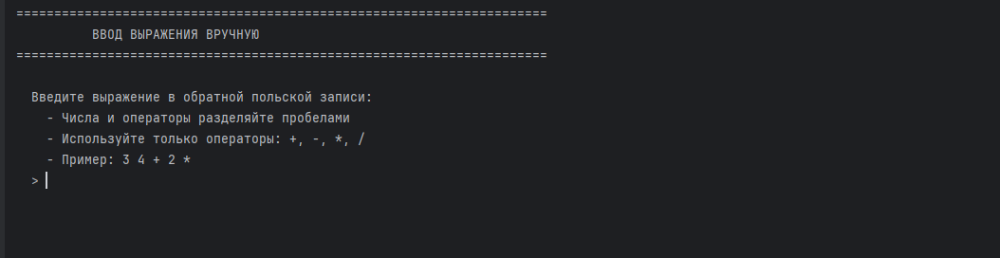 ======================================================================
ВВОД ВЫРАЖЕНИЯ ВРУЧНУЮ
======================================================================
Введите выражение в обратной польской записи:
- Числа и операторы разделяйте пробелами
- Используйте только операторы: +, -, *, /
- Пример: 3 4 + 2 *
>